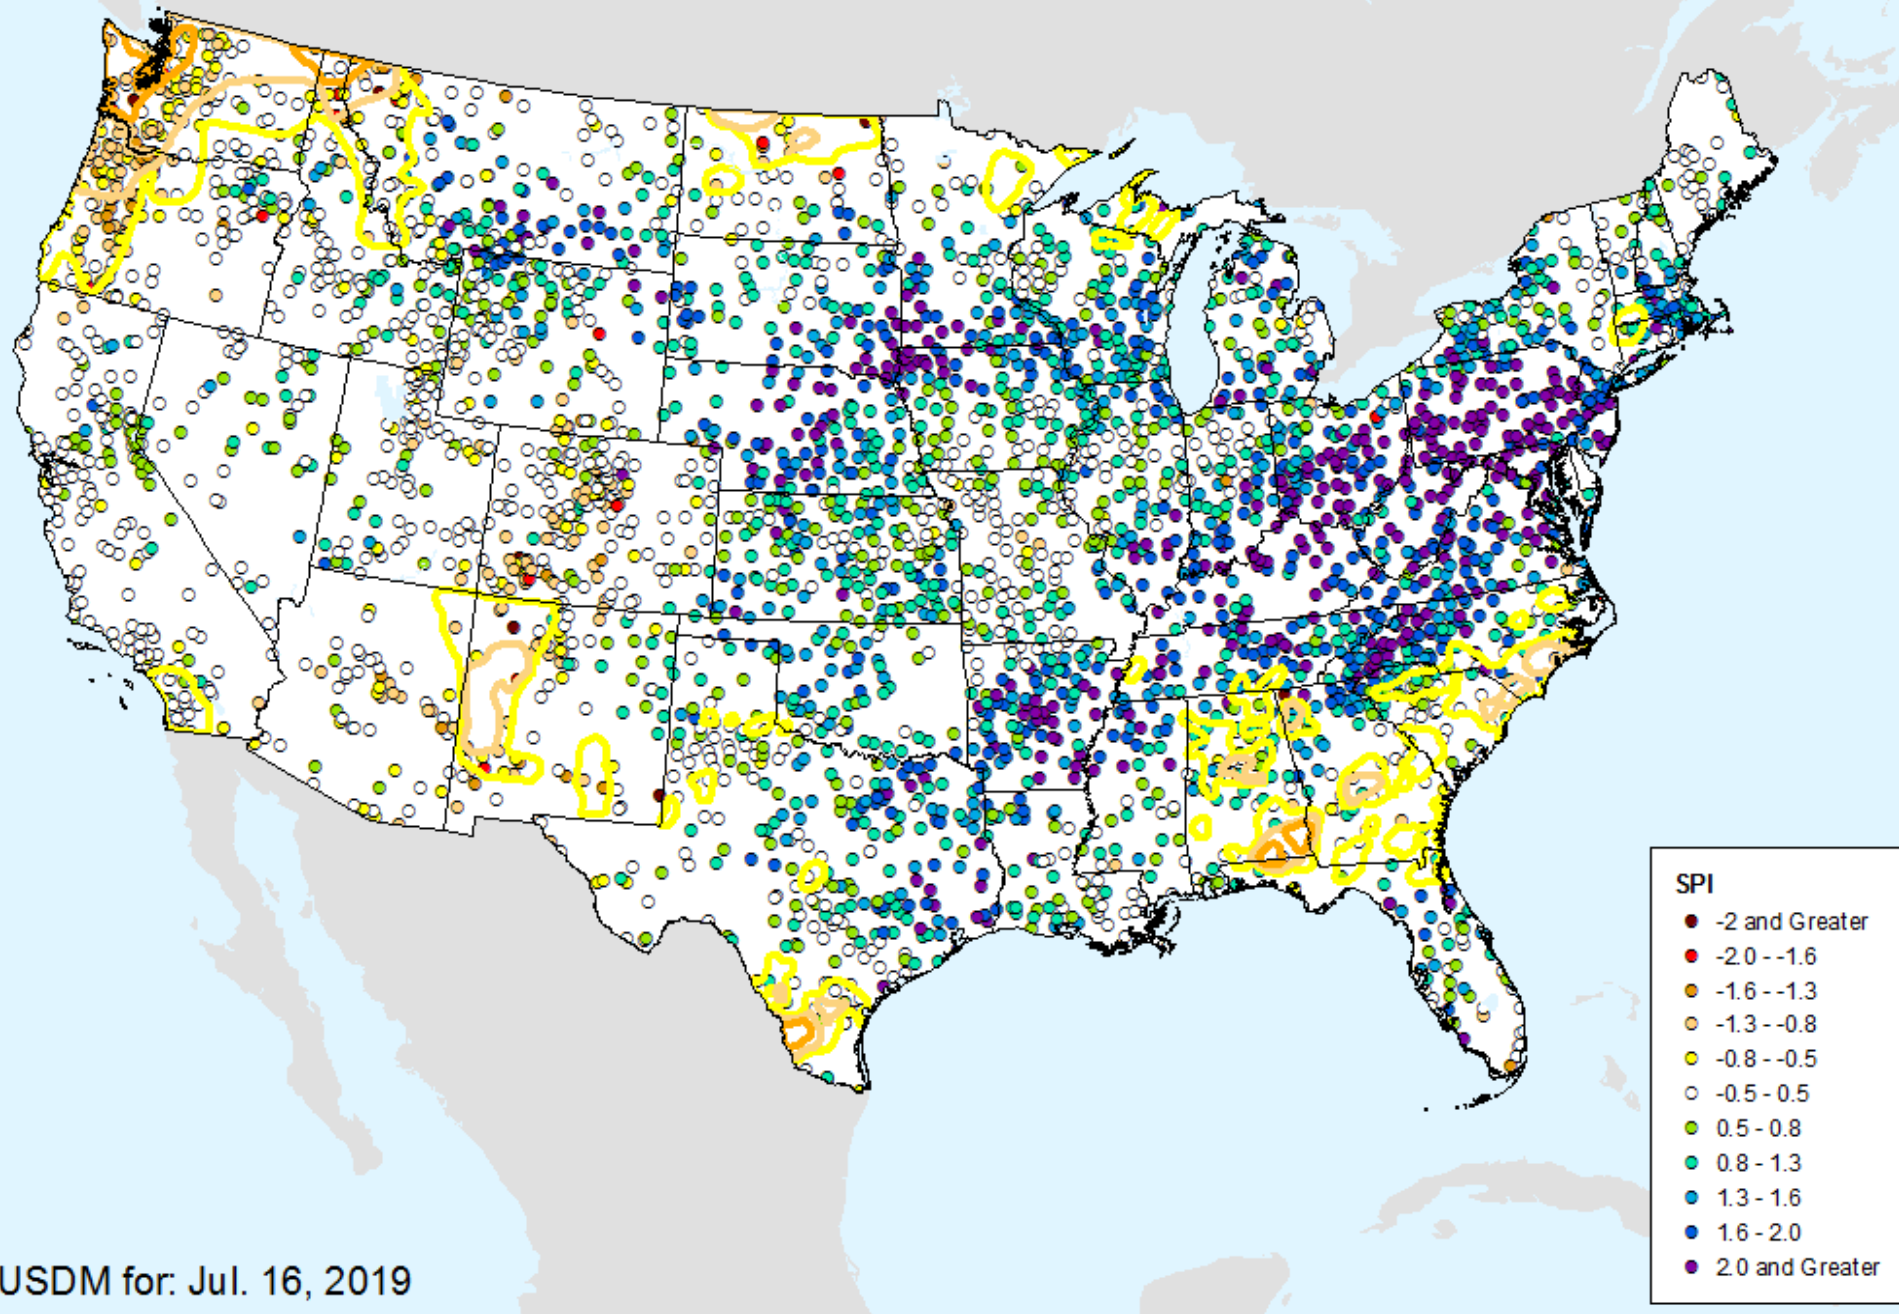 SPI
-2 and Greater
-2.0 - -1.6
-1.6 - -1.3
-1.3 - -0.8
-0.8 - -0.5
-0.5 - 0.5
0.5 - 0.8
0.8 - 1.3
1.3 - 1.6
1.6 - 2.0
2.0 and Greater
USDM for: Jul. 16, 2019